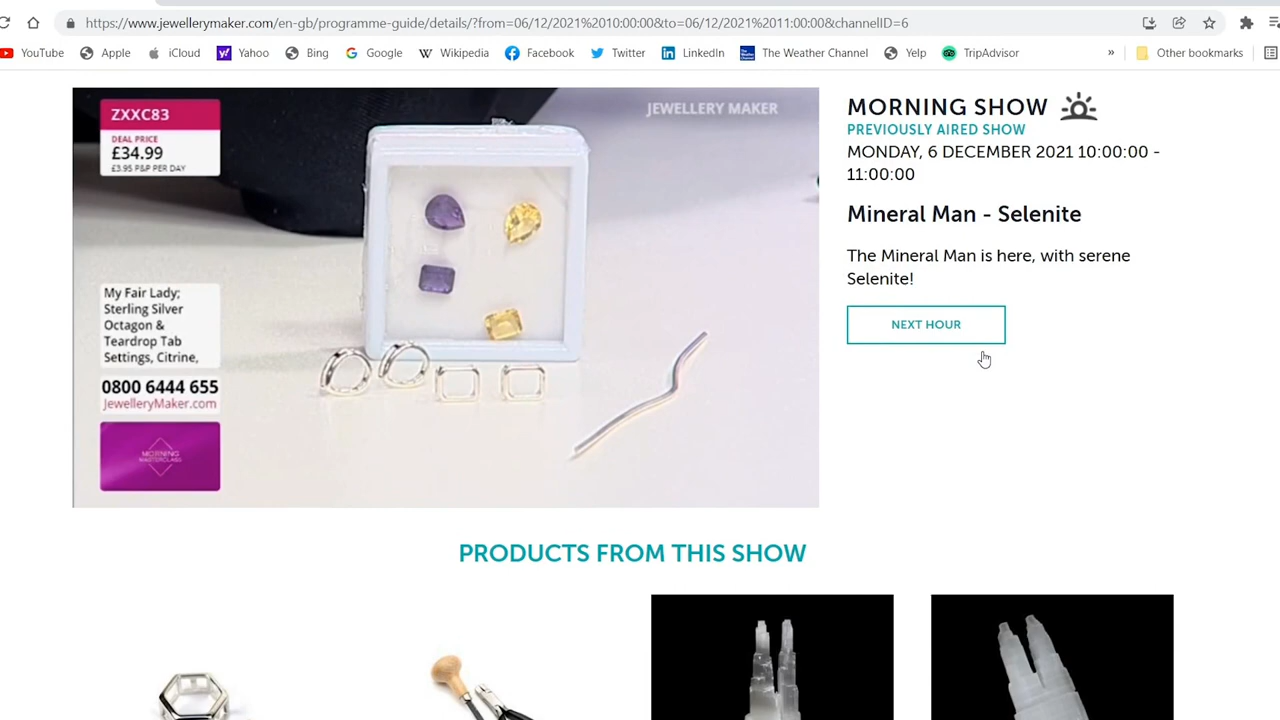 https://www.jewellerymaker.com/en-gb/programme-guide/details/?from=06/12/2021%2010:00:00&to=06/12/2021%2011:00:00&channelID=6
YouTube Apple iCloud Yahoo Bing Google Wikipedia Facebook Twitter LinkedIn The Weather Channel Yelp TripAdvisor » Other bookmarks
ZXXC83
DEAL PRICE
£34.99
£3.95 P&P PER DAY
JEWELLERY MAKER
My Fair Lady;
Sterling Silver
Octagon &
Teardrop Tab
Settings, Citrine,
0800 6444 655
JewelleryMaker.com
MORNING
MASTERCLASS
MORNING SHOW
PREVIOUSLY AIRED SHOW
MONDAY, 6 DECEMBER 2021 10:00:00 -
11:00:00
Mineral Man - Selenite
The Mineral Man is here, with serene
Selenite!
NEXT HOUR
PRODUCTS FROM THIS SHOW